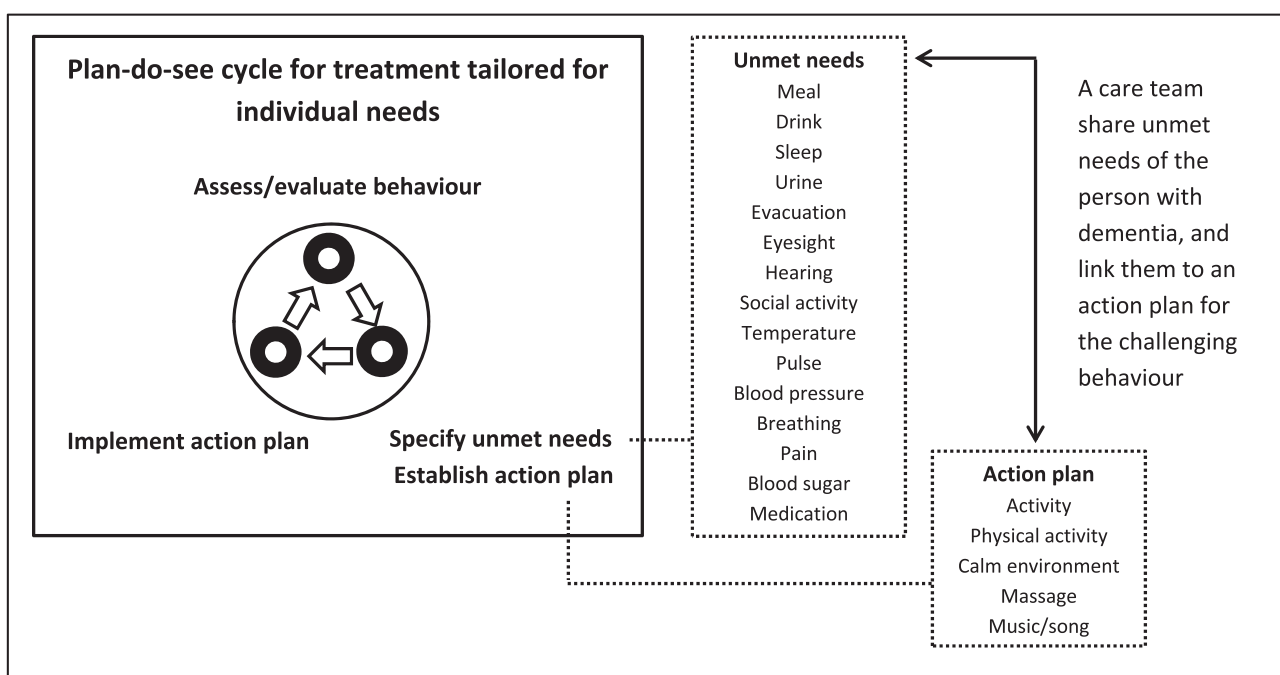 Plan-do-see cycle for treatment tailored for
individual needs
Assess/evaluate behaviour
Implement action plan
Specify unmet needs
Establish action plan
Unmet needs
Meal
Drink
Sleep
Urine
Evacuation
Eyesight
Hearing
Social activity
Temperature
Pulse
Blood pressure
Breathing
Pain
Blood sugar
Medication
A care team
share unmet
needs of the
person with
dementia, and
link them to an
action plan for
the challenging
behaviour
Action plan
Activity
Physical activity
Calm environment
Massage
Music/song